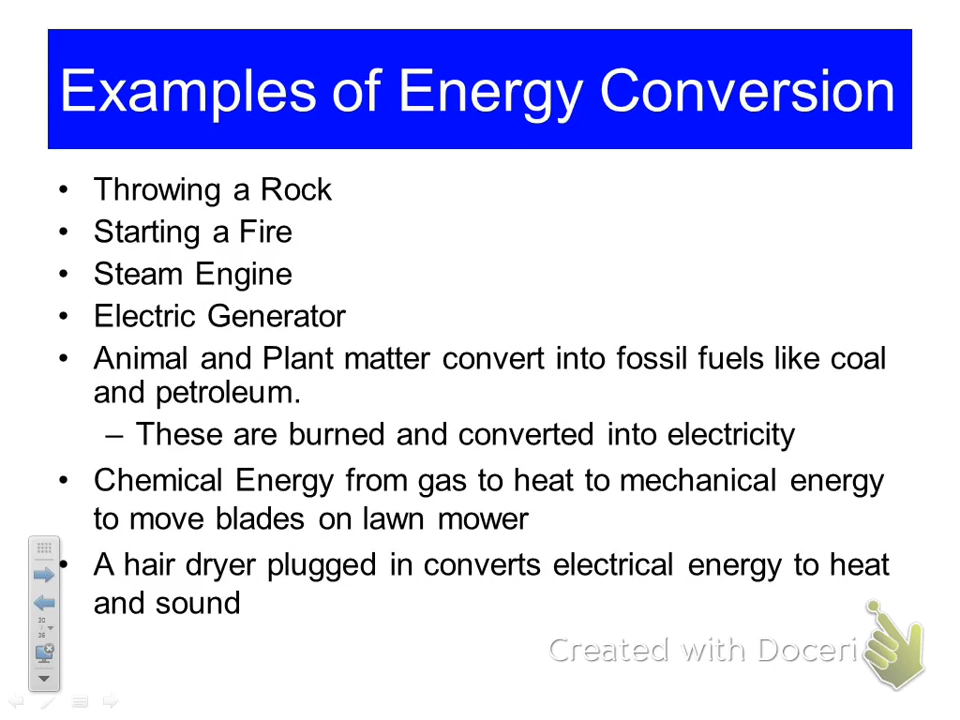 Examples of Energy Conversion
• Throwing a Rock
• Starting a Fire
• Steam Engine
• Electric Generator
• Animal and Plant matter convert into fossil fuels like coal
and petroleum.
– These are burned and converted into electricity
• Chemical Energy from gas to heat to mechanical energy
to move blades on lawn mower
• A hair dryer plugged in converts electrical energy to heat
and sound
20
/
26
Created with Doceri